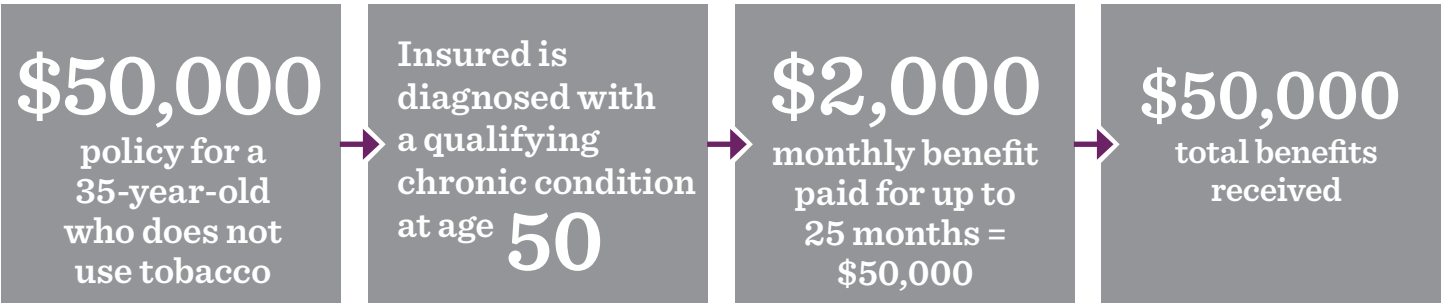 $50,000
policy for a
35-year-old
who does not
use tobacco
Insured is
diagnosed with
a qualifying
chronic condition
at age 50
$2,000
monthly benefit
paid for up to
25 months =
$50,000
$50,000
total benefits
received